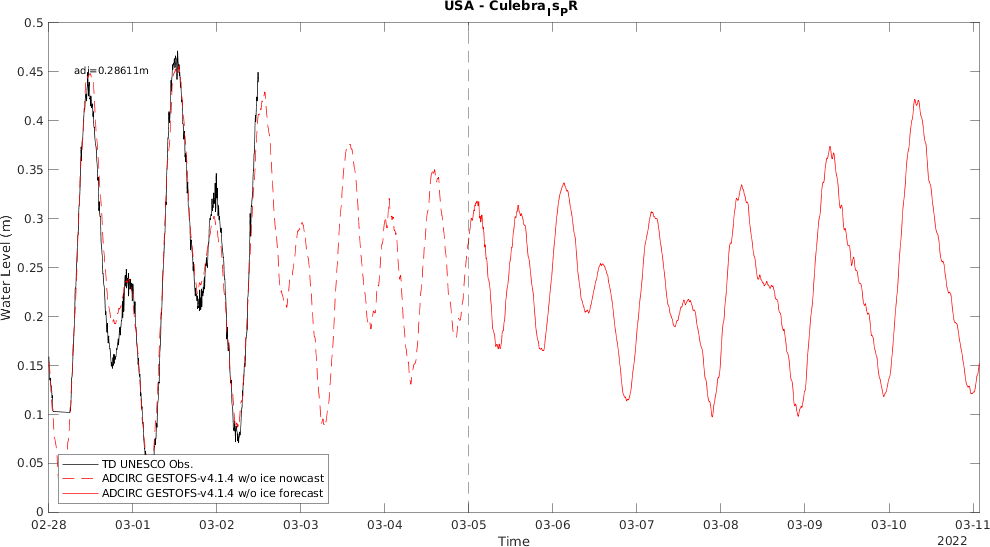 USA - CulebraIsPR
0.5
0.45
0.4
0.35
0.3
0.25
0.2
0.15
0.1
0.05
0
Water Level (m)
adj=0.28611m
TD UNESCO Obs.
ADCIRC GESTOFS-v4.1.4 w/o ice nowcast
ADCIRC GESTOFS-v4.1.4 w/o ice forecast
02-28 03-01 03-02 03-03 03-04 03-05 03-06 03-07 03-08 03-09 03-10 03-11
Time
2022